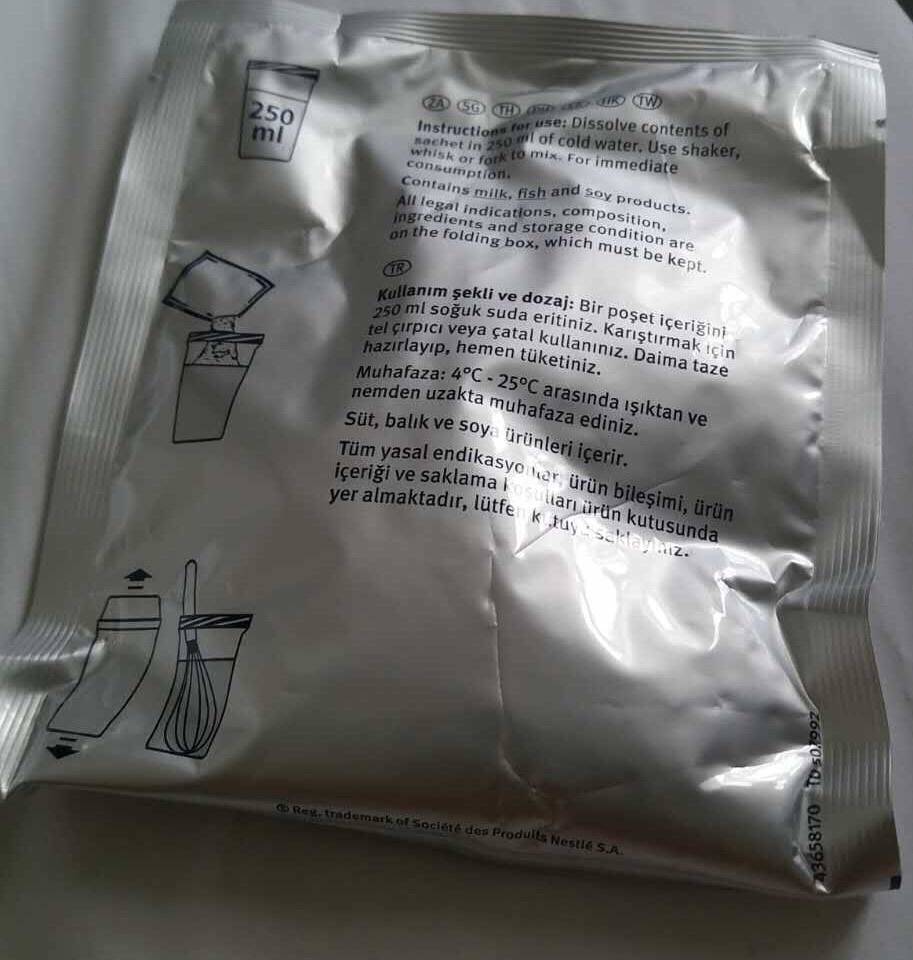 250
ml
ZA SG TH HK TW
Instructions for use: Dissolve contents of
sachet in 250 ml of cold water. Use shaker,
whisk or fork to mix. For immediate
consumption.
Contains milk, fish and soy products.
All legal indications, composition,
ingredients and storage condition are
on the folding box, which must be kept.
TR
Kullanım şekli ve dozaj: Bir poşet içeriğini
250 ml soğuk suda eritiniz. Karıştırmak için
tel çırpıcı veya çatal kullanınız. Daima taze
hazırlayıp, hemen tüketiniz.
Muhafaza: 4°C - 25°C arasında ışıktan ve
nemden uzakta muhafaza ediniz.
Süt, balık ve soya ürünleri içerir.
Tüm yasal endikasyonlar, ürün bileşimi, ürün
içeriği ve saklama koşulları ürün kutusunda
yer almaktadır, lütfen kutuyu saklayınız.
® Reg. trademark of Société des Produits Nestlé S.A.
43658170 TD